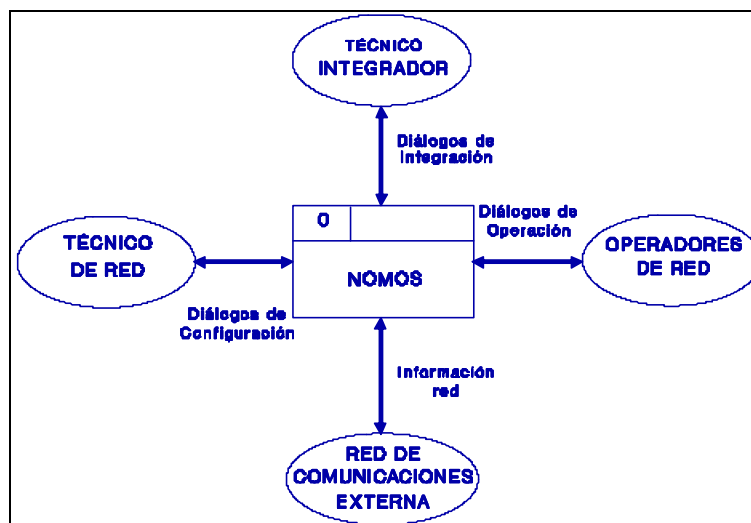 TÉCNICO
INTEGRADOR
Diálogos de
Integración
0
Diálogos de
Operación
TÉCNICO
DE RED
NOMOS
OPERADORES
DE RED
Diálogos de
Configuración
Información
red
RED DE
COMUNICACIONES
EXTERNA